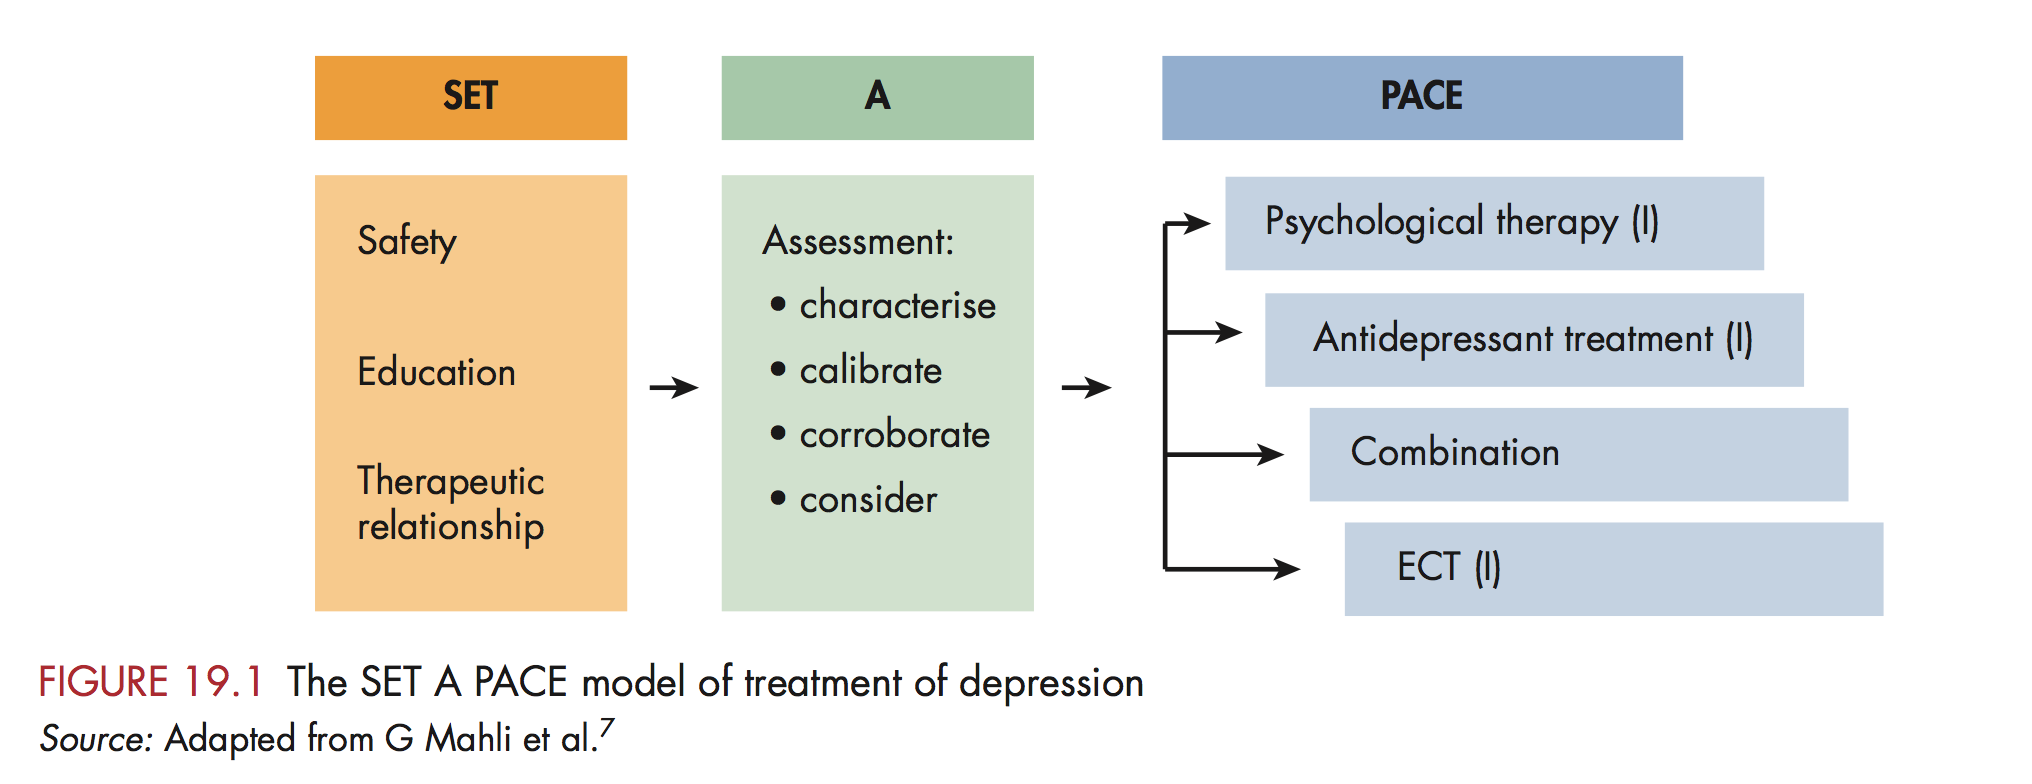 SET
A
PACE
Safety
Education
Therapeutic
relationship
Assessment:
• characterise
• calibrate
• corroborate
• consider
Psychological therapy (I)
Antidepressant treatment (I)
Combination
ECT (I)
FIGURE 19.1 The SET A PACE model of treatment of depression
Source: Adapted from G Mahli et al.7